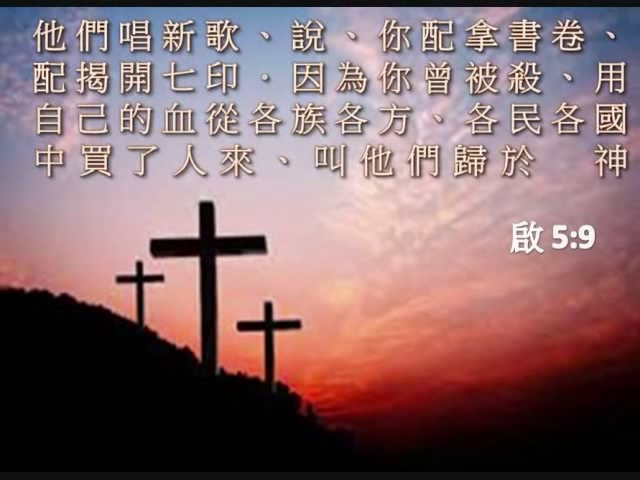 他們唱新歌、說、你配拿書卷、
配揭開七印．因為你曾被殺、用
自己的血從各族各方、各民各國
中買了人來、叫他們歸於　神
啟 5:9